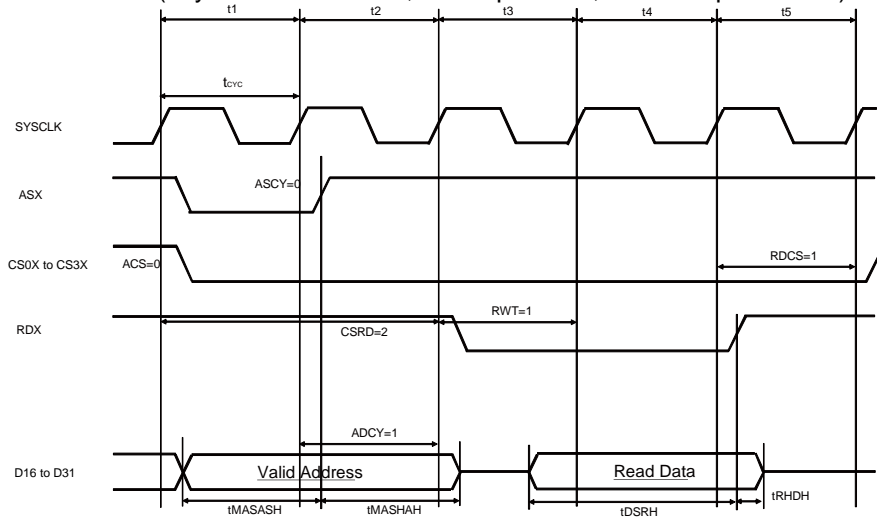 t1 t2 t3 t4 t5
tCYC
SYSCLK
ASX
ASCY=0
CS0X to CS3X
ACS=0
RDCS=1
RDX
RWT=1
CSRD=2
ADCY=1
D16 to D31
Valid Address
Read Data
tMASASH
tMASHAH
tDSRH
tRHDH